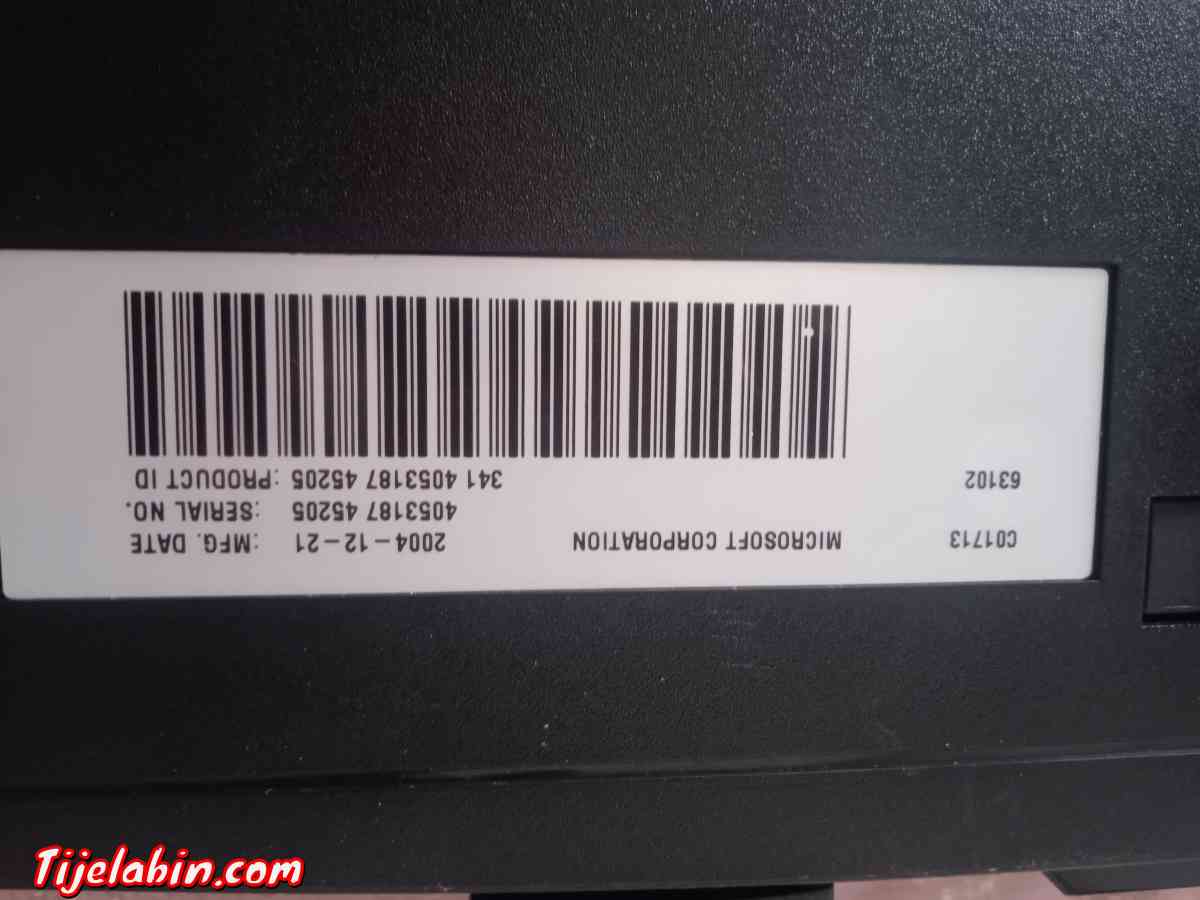 C01713 MICROSOFT CORPORATION 2004-12-21 :MFG. DATE
4053187 45205 :SERIAL NO.
63102 341 4053187 45205 :PRODUCT ID
Tijelabin.com